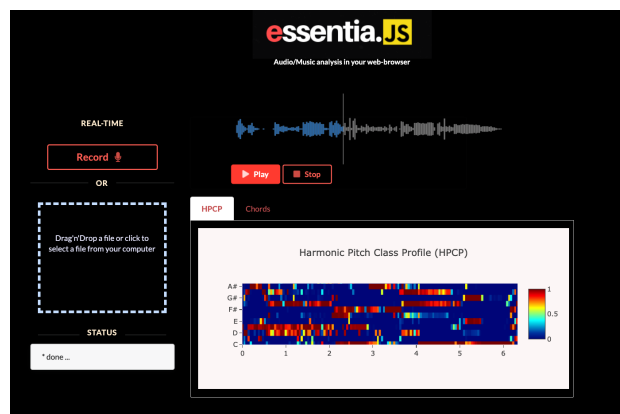 essentia.JS
Audio/Music analysis in your web-browser
REAL-TIME
Record
OR
Drag'n'Drop a file or click to
select a file from your computer
STATUS
* done ...
Play
Stop
HPCP
Chords
Harmonic Pitch Class Profile (HPCP)
A#
G#
F#
E
D
C
0 1 2 3 4 5 6
1
0.5
0